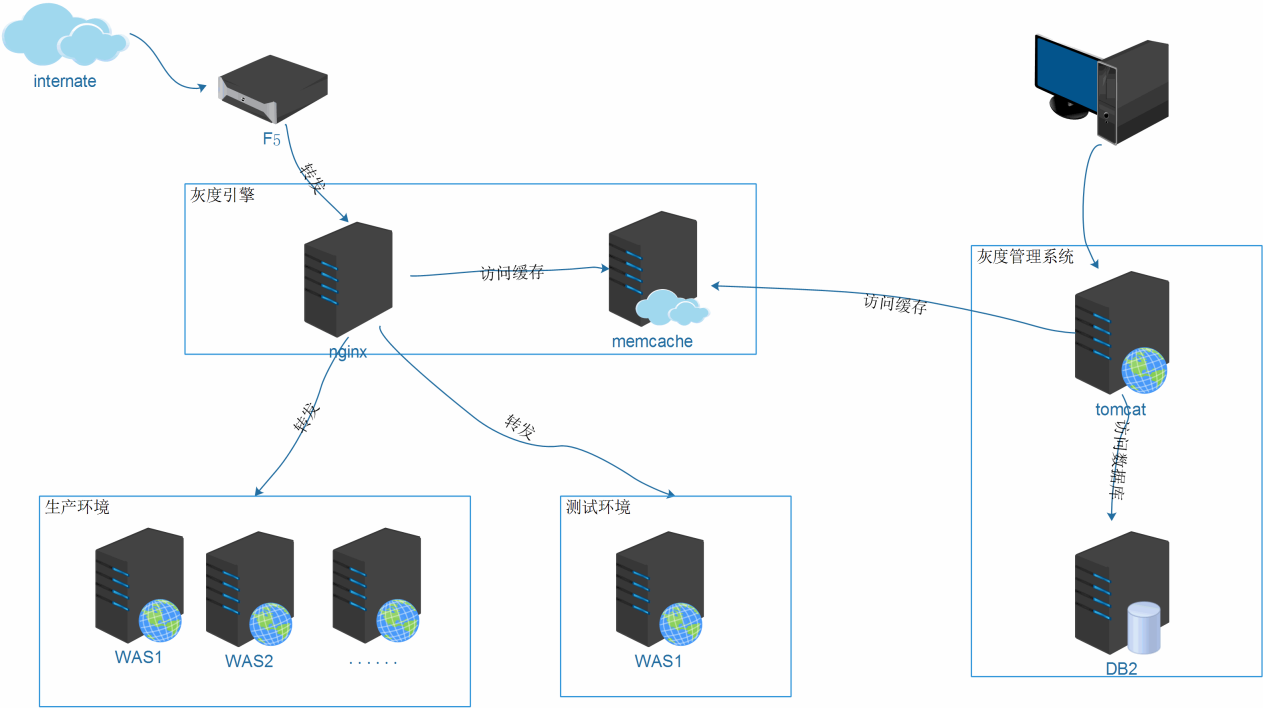 internate
F5
转发
灰度引擎
nginx
访问缓存
memcache
访问缓存
灰度管理系统
tomcat
访问数据库
DB2
转发
转发
生产环境
WAS1
WAS2
......
测试环境
WAS1